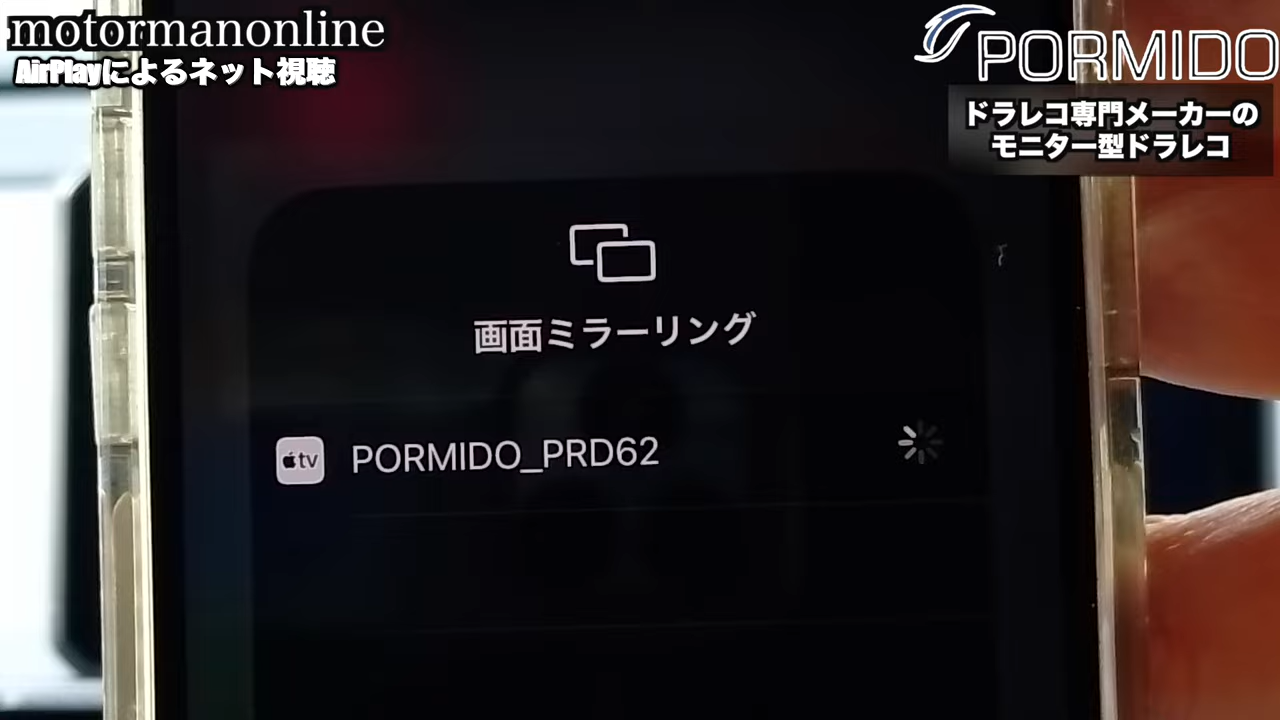 motormanonline
AirPlayによるネット視聴
PORMIDO
ドラレコ専門メーカーの
モニター型ドラレコ
画面ミラーリング
tv
PORMIDO_PRD62